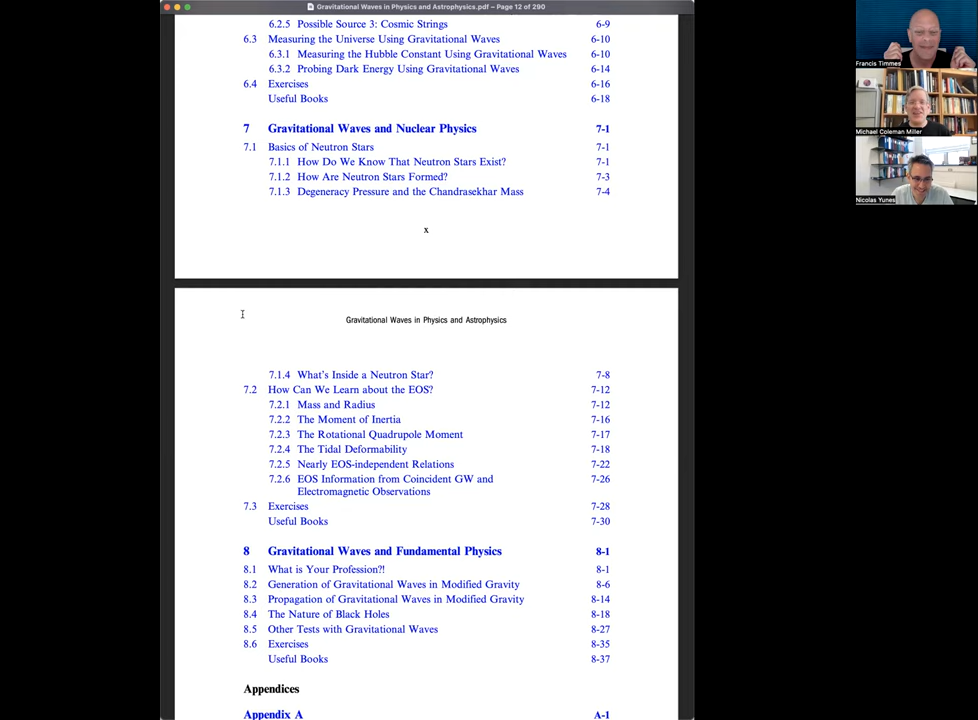 Gravitational Waves in Physics and Astrophysics.pdf – Page 12 of 290
6.2.5 Possible Source 3: Cosmic Strings 6-9
6.3 Measuring the Universe Using Gravitational Waves 6-10
6.3.1 Measuring the Hubble Constant Using Gravitational Waves 6-10
6.3.2 Probing Dark Energy Using Gravitational Waves 6-14
6.4 Exercises 6-16
Useful Books 6-18
7 Gravitational Waves and Nuclear Physics 7-1
7.1 Basics of Neutron Stars 7-1
7.1.1 How Do We Know That Neutron Stars Exist? 7-1
7.1.2 How Are Neutron Stars Formed? 7-3
7.1.3 Degeneracy Pressure and the Chandrasekhar Mass 7-4
x
Gravitational Waves in Physics and Astrophysics
7.1.4 What's Inside a Neutron Star? 7-8
7.2 How Can We Learn about the EOS? 7-12
7.2.1 Mass and Radius 7-12
7.2.2 The Moment of Inertia 7-16
7.2.3 The Rotational Quadrupole Moment 7-17
7.2.4 The Tidal Deformability 7-18
7.2.5 Nearly EOS-independent Relations 7-22
7.2.6 EOS Information from Coincident GW and 7-26
Electromagnetic Observations
7.3 Exercises 7-28
Useful Books 7-30
8 Gravitational Waves and Fundamental Physics 8-1
8.1 What is Your Profession?! 8-1
8.2 Generation of Gravitational Waves in Modified Gravity 8-6
8.3 Propagation of Gravitational Waves in Modified Gravity 8-14
8.4 The Nature of Black Holes 8-18
8.5 Other Tests with Gravitational Waves 8-27
8.6 Exercises 8-35
Useful Books 8-37
Appendices
Appendix A A-1
Francis Timmes
Michael Coleman Miller
Nicolas Yunes